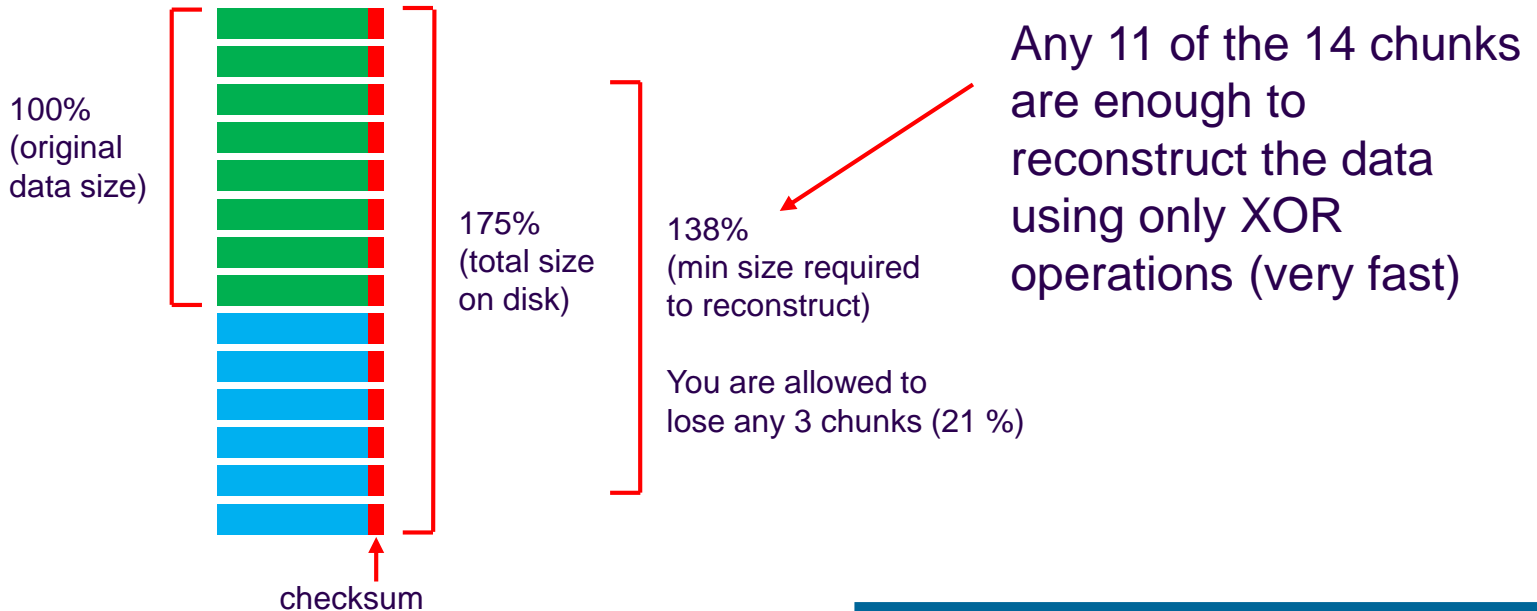 100%
(original
data size)
175%
(total size
on disk)
138%
(min size required
to reconstruct)
You are allowed to
lose any 3 chunks (21 %)
Any 11 of the 14 chunks
are enough to
reconstruct the data
using only XOR
operations (very fast)
checksum